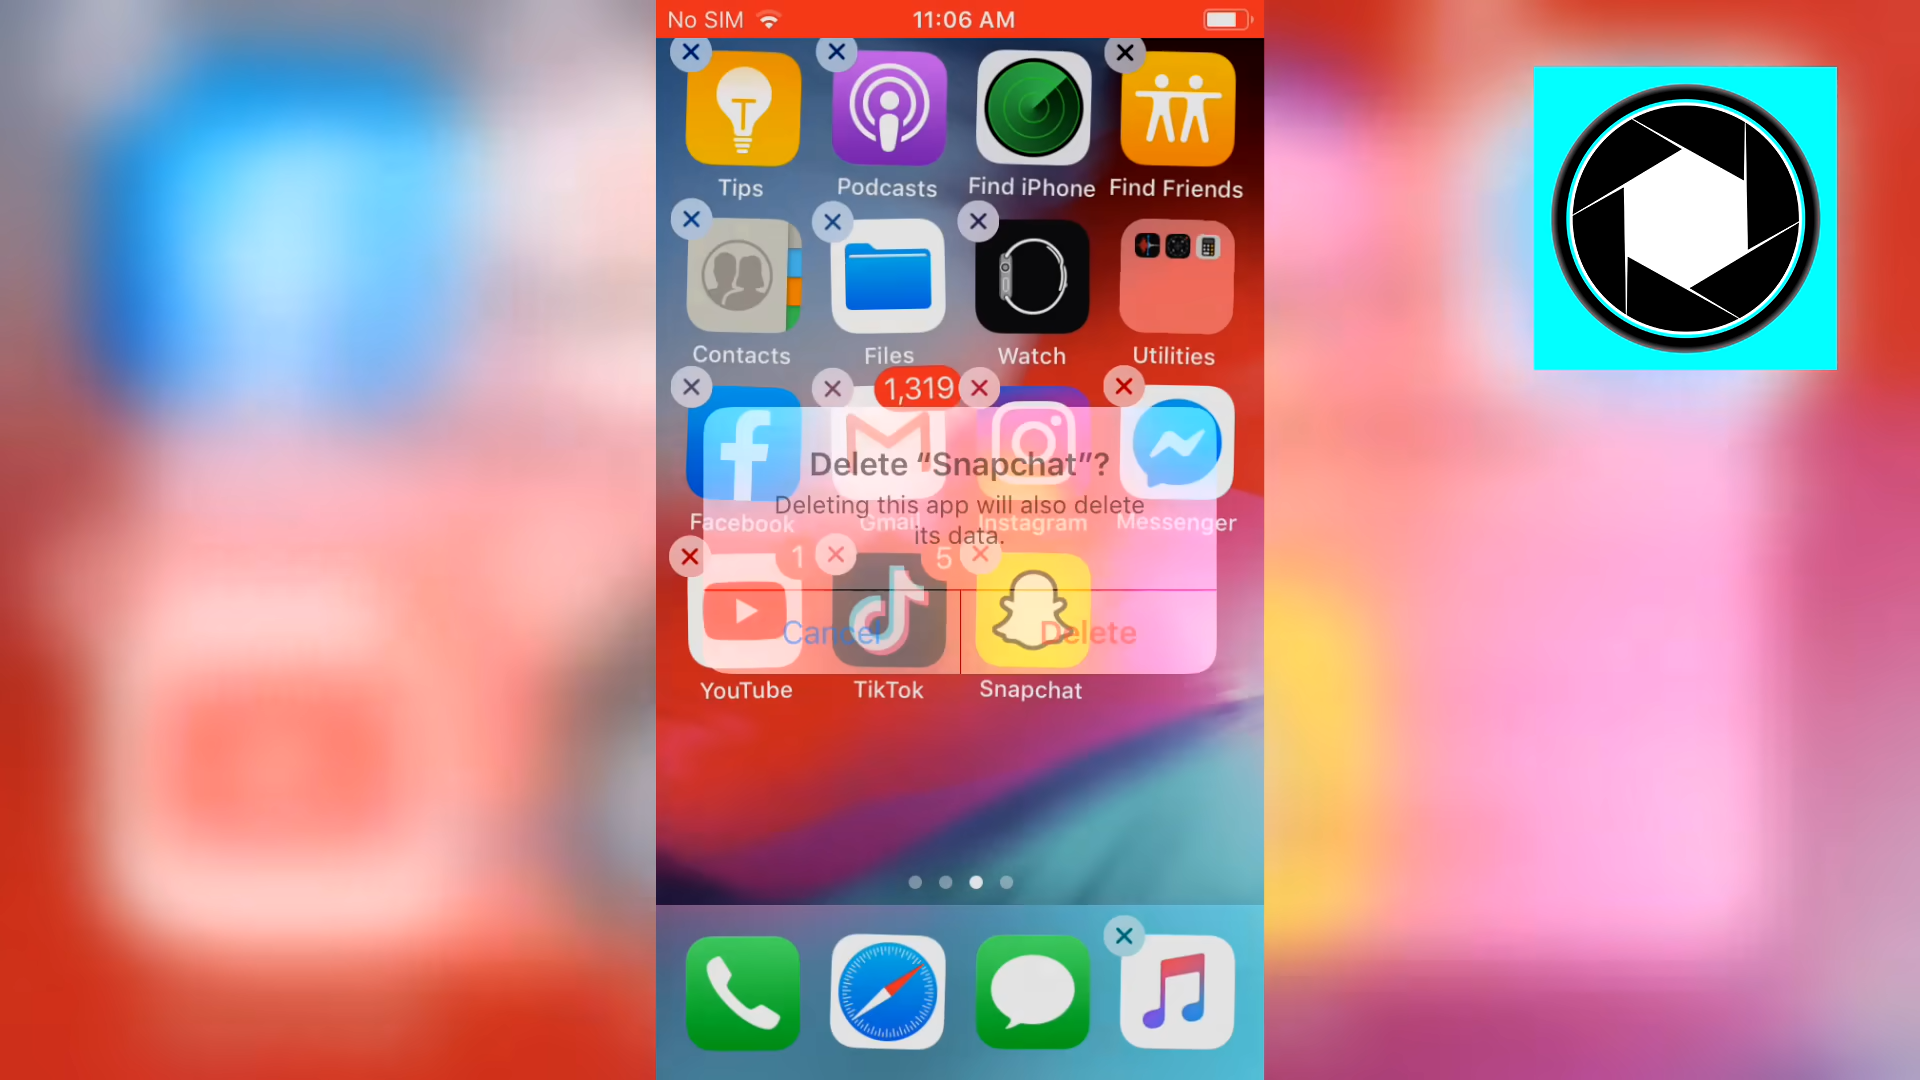 No SIM 11:06 AM
Tips Podcasts Find iPhone Find Friends
Contacts Files Watch Utilities
1,319
Delete “Snapchat”?
Deleting this app will also delete
its data.
Facebook Gmail Instagram Messenger
1 5
Cancel Delete
YouTube TikTok Snapchat